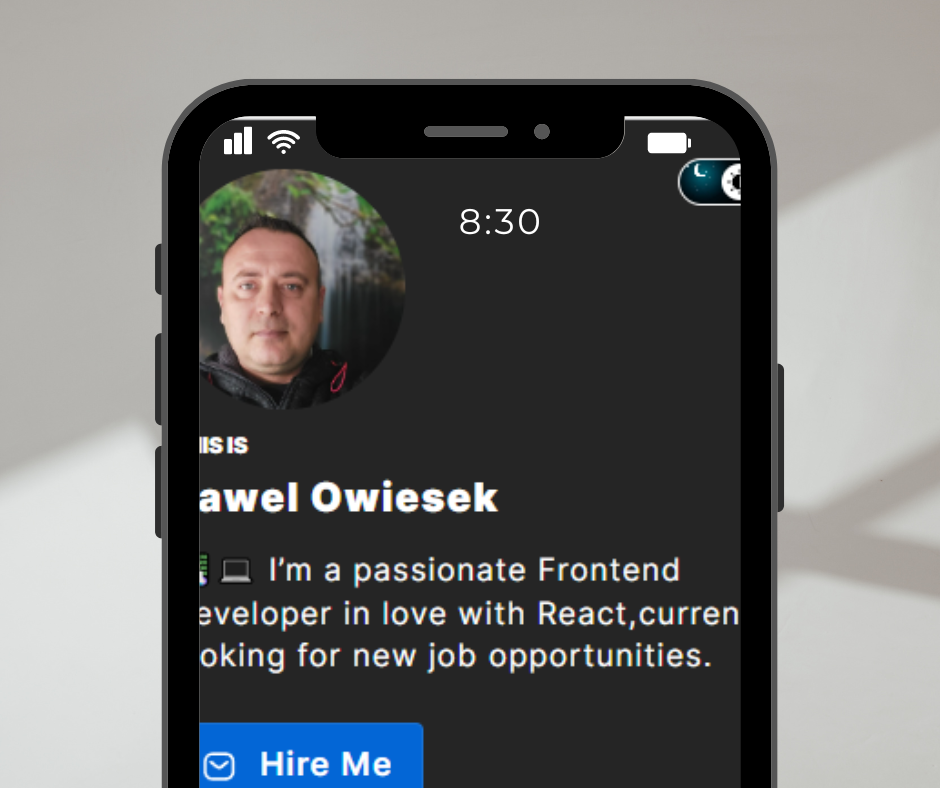 8:30
IS IS
awel Owiesek
I'm a passionate Frontend
eveloper in love with React,curren
oking for new job opportunities.
Hire Me